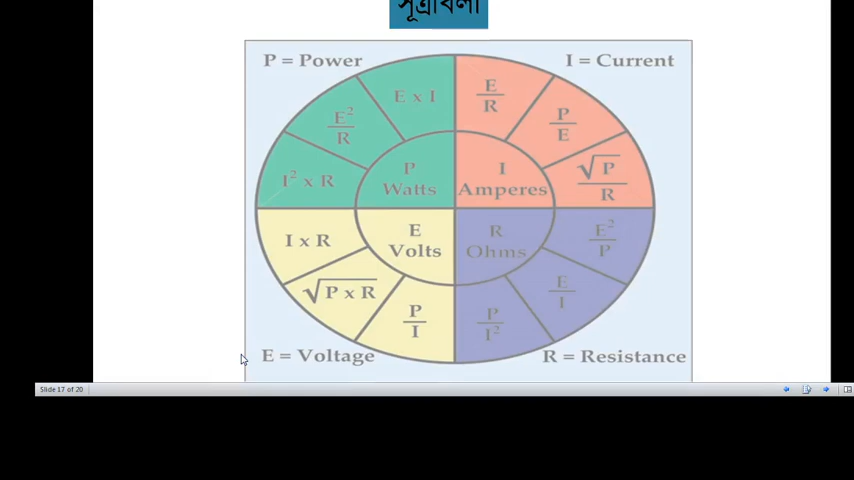 সূত্রাবলী
P = Power
I = Current
E x I
E
R
E²
R
P
E
I² x R
P
Watts
I
Amperes
√P
R
I x R
E
Volts
R
Ohms
E²
P
√P x R
P
I
P
I²
E
I
E = Voltage
R = Resistance
Slide 17 of 20